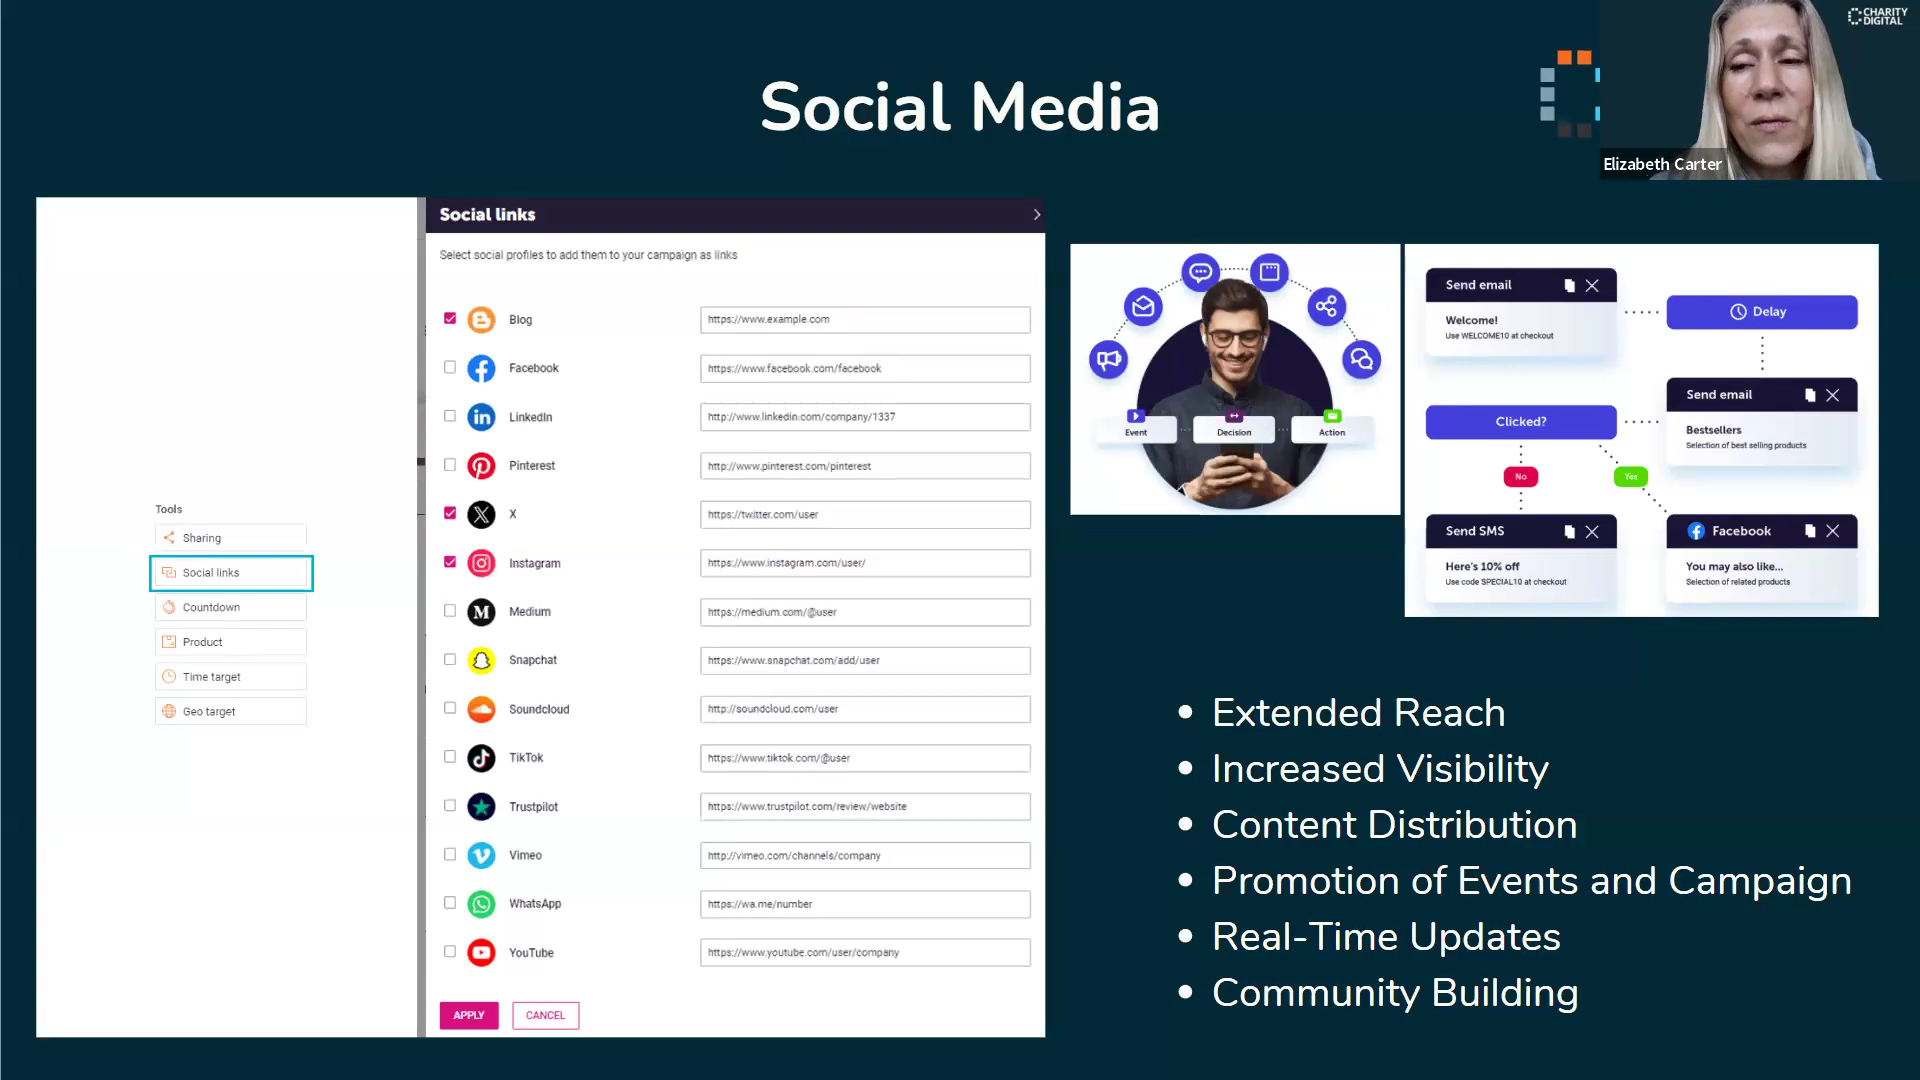 CHARITY
DIGITAL
Social Media
Elizabeth Carter
Tools
Sharing
Social links
Countdown
Product
Time target
Geo target
Social links
Select social profiles to add them to your campaign as links
Blog https://www.example.com
Facebook https://www.facebook.com/facebook
LinkedIn http://www.linkedin.com/company/1337
Pinterest http://www.pinterest.com/pinterest
X https://twitter.com/user
Instagram https://www.instagram.com/user/
Medium https://medium.com/@user
Snapchat https://www.snapchat.com/add/user
Soundcloud http://soundcloud.com/user
TikTok https://www.tiktok.com/@user
Trustpilot https://www.trustpilot.com/review/website
Vimeo http://vimeo.com/channels/company
WhatsApp https://wa.me/number
YouTube https://www.youtube.com/user/company
APPLY CANCEL
Event Decision Action
Send email
Welcome!
Use WELCOME10 at checkout
Delay
Send email
Bestsellers
Selection of best selling products
Clicked?
No Yes
Send SMS
Here's 10% off
Use code SPECIAL10 at checkout
Facebook
You may also like...
Selection of related products
• Extended Reach
• Increased Visibility
• Content Distribution
• Promotion of Events and Campaign
• Real-Time Updates
• Community Building